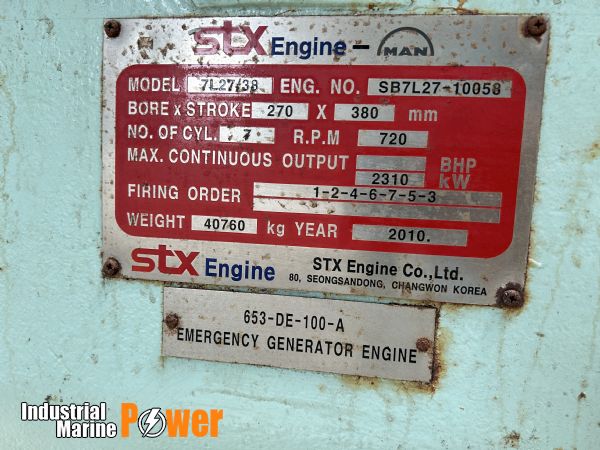 stx Engine - MAN
MODEL 7L27/38 ENG. NO. SB7L27-10058
BORE x STROKE 270 X 380 mm
NO. OF CYL. 7 R.P.M 720
MAX. CONTINUOUS OUTPUT BHP
2310 kW
FIRING ORDER 1-2-4-6-7-5-3
WEIGHT 40760 kg YEAR 2010.
stx Engine STX Engine Co.,Ltd.
80, SEONGSANDONG, CHANGWON KOREA
653-DE-100-A
EMERGENCY GENERATOR ENGINE
Industrial
Marine Power